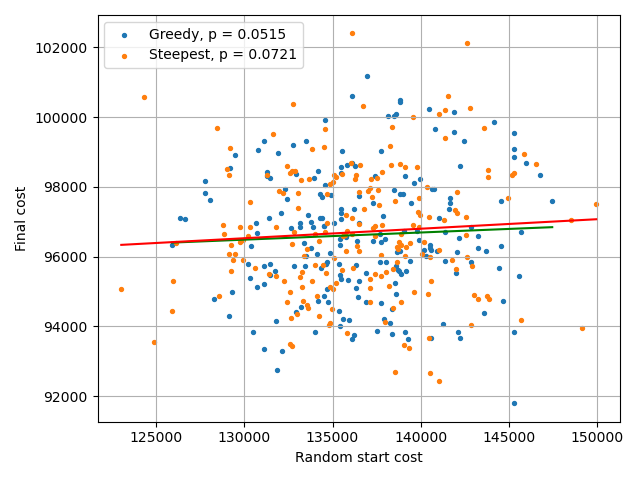 Greedy, p = 0.0515
Steepest, p = 0.0721
102000
100000
98000
96000
94000
92000
Final cost
125000 130000 135000 140000 145000 150000
Random start cost